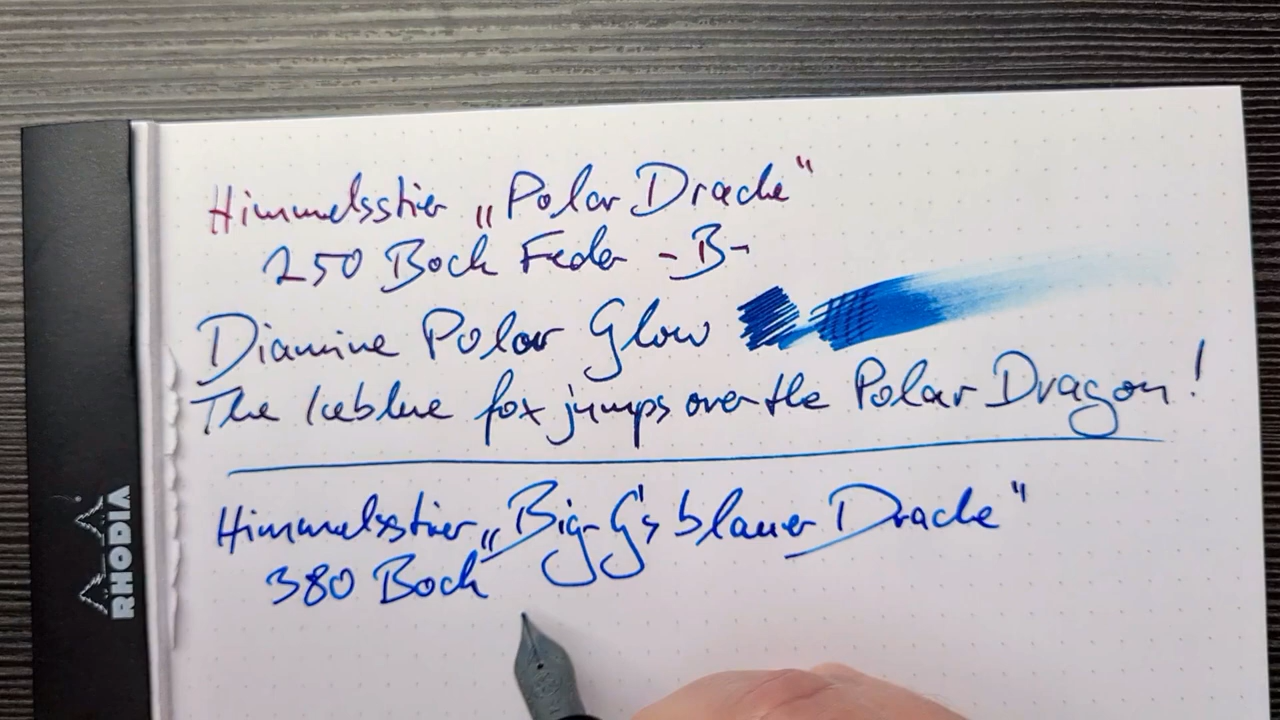 Himmelsstier „Polar Drache“
250 Bock Feder -B-
Diamine Polar Glow
The Iceblue fox jumps over the Polar Dragon!
Himmelsstier „Big-G's blauer Drache“
380 Bock
RHODIA